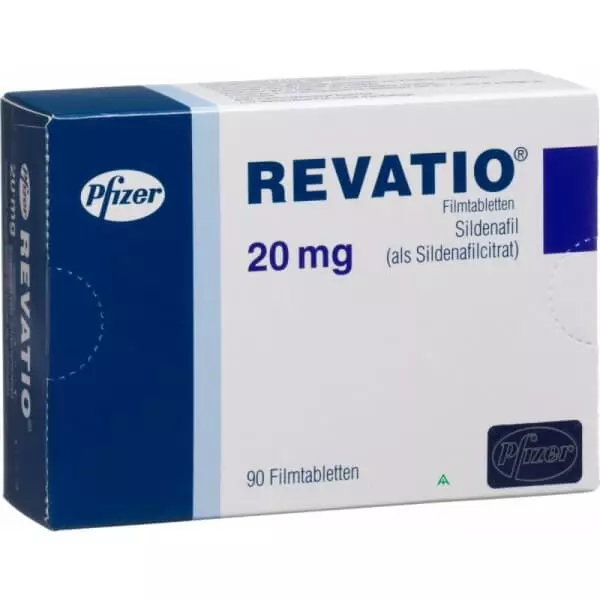 Pfizer
REVATIO®
Filmtabletten
Sildenafil
20 mg
(als Sildenafilcitrat)
90 Filmtabletten
Pfizer
REVATIO®
20 mg
Pfizer